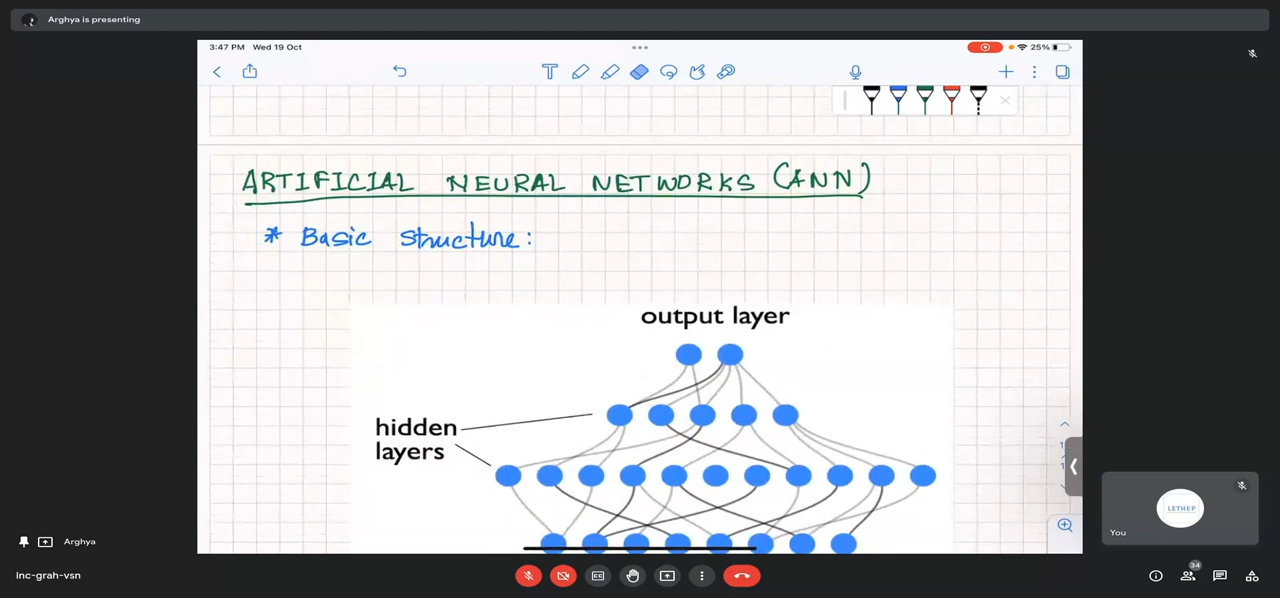 Arghya is presenting
3:47 PM Wed 19 Oct
25%
ARTIFICIAL NEURAL NETWORKS (ANN)
* Basic structure:
output layer
hidden
layers
LETHEP
You
Arghya
inc-grah-vsn
34